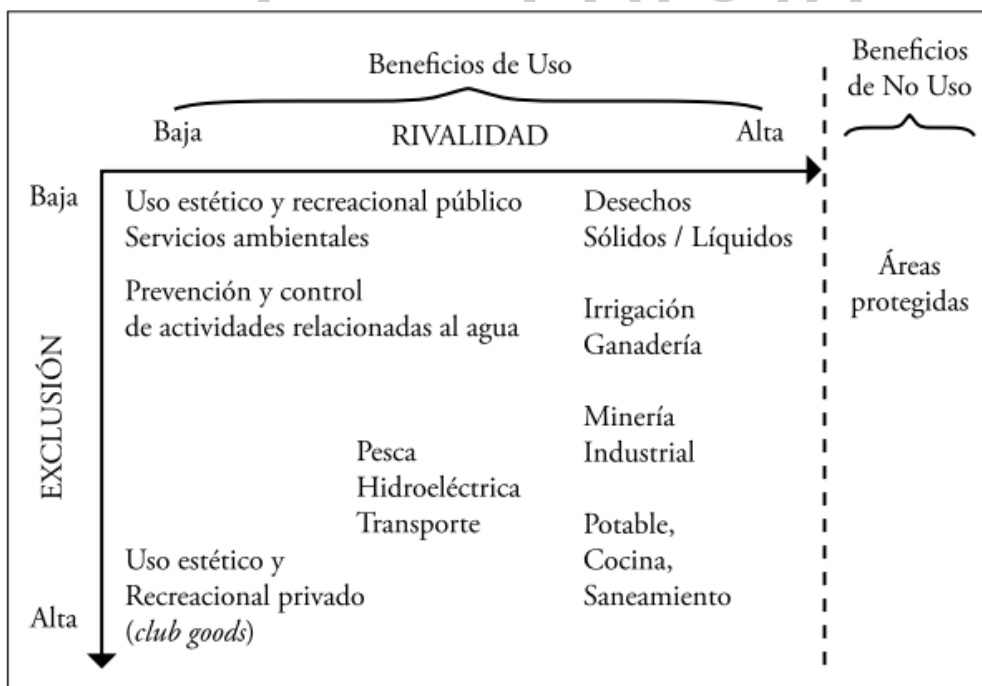 Beneficios de Uso
Beneficios
de No Uso
Baja
RIVALIDAD
Alta
Baja
EXCLUSIÓN
Alta
Uso estético y recreacional público
Servicios ambientales
Desechos
Sólidos / Líquidos
Prevención y control
de actividades relacionadas al agua
Irrigación
Ganadería
Minería
Industrial
Pesca
Hidroeléctrica
Transporte
Potable,
Cocina,
Saneamiento
Uso estético y
Recreacional privado
(club goods)
Áreas
protegidas